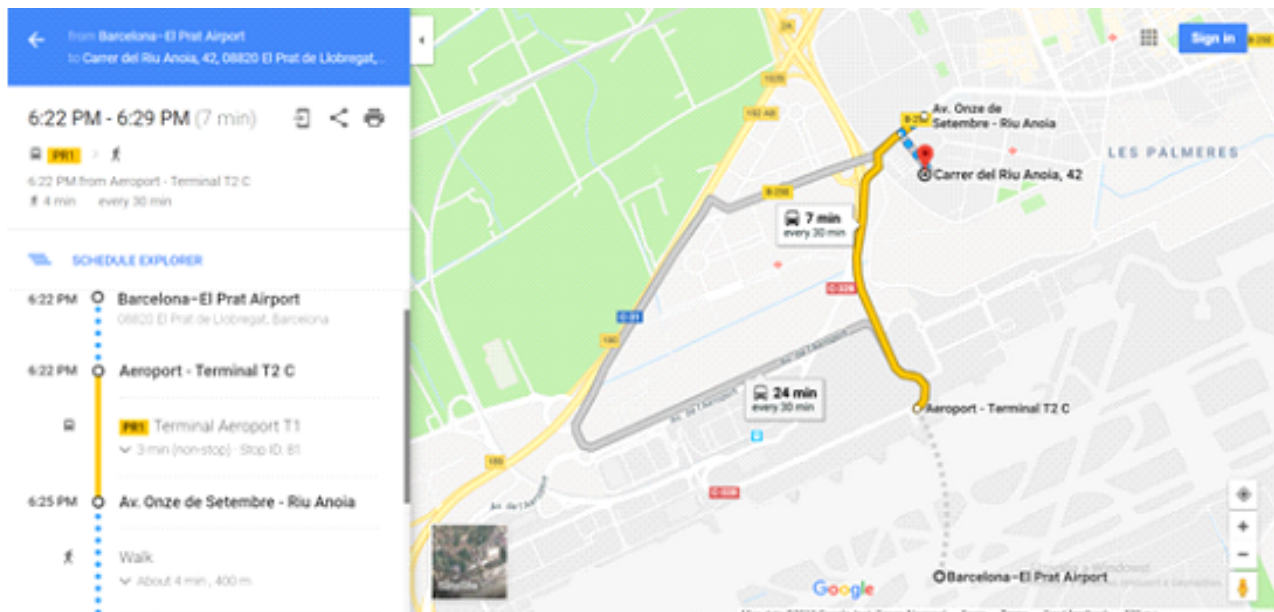 from Barcelona–El Prat Airport
to Carrer del Riu Anoia, 42, 08820 El Prat de Llobregat,...
6:22 PM - 6:29 PM (7 min)
PR1
6:22 PM from Aeroport - Terminal T2 C
4 min every 30 min
SCHEDULE EXPLORER
6:22 PM Barcelona–El Prat Airport
08820 El Prat de Llobregat, Barcelona
6:22 PM Aeroport - Terminal T2 C
PR1 Terminal Aeroport T1
3 min (non-stop) · Stop ID: 81
6:25 PM Av. Onze de Setembre - Riu Anoia
Walk
About 4 min , 400 m
Sign in
Av. Onze de
Setembre - Riu Anoia
LES PALMERES
Carrer del Riu Anoia, 42
B-250
7 min
every 30 min
C-31
Av. de l'Aeroport
24 min
every 30 min
Av. de l'Aeroport
Aeroport - Terminal T2 C
Av. de l'Aeroport
Barcelona–El Prat Airport
Google